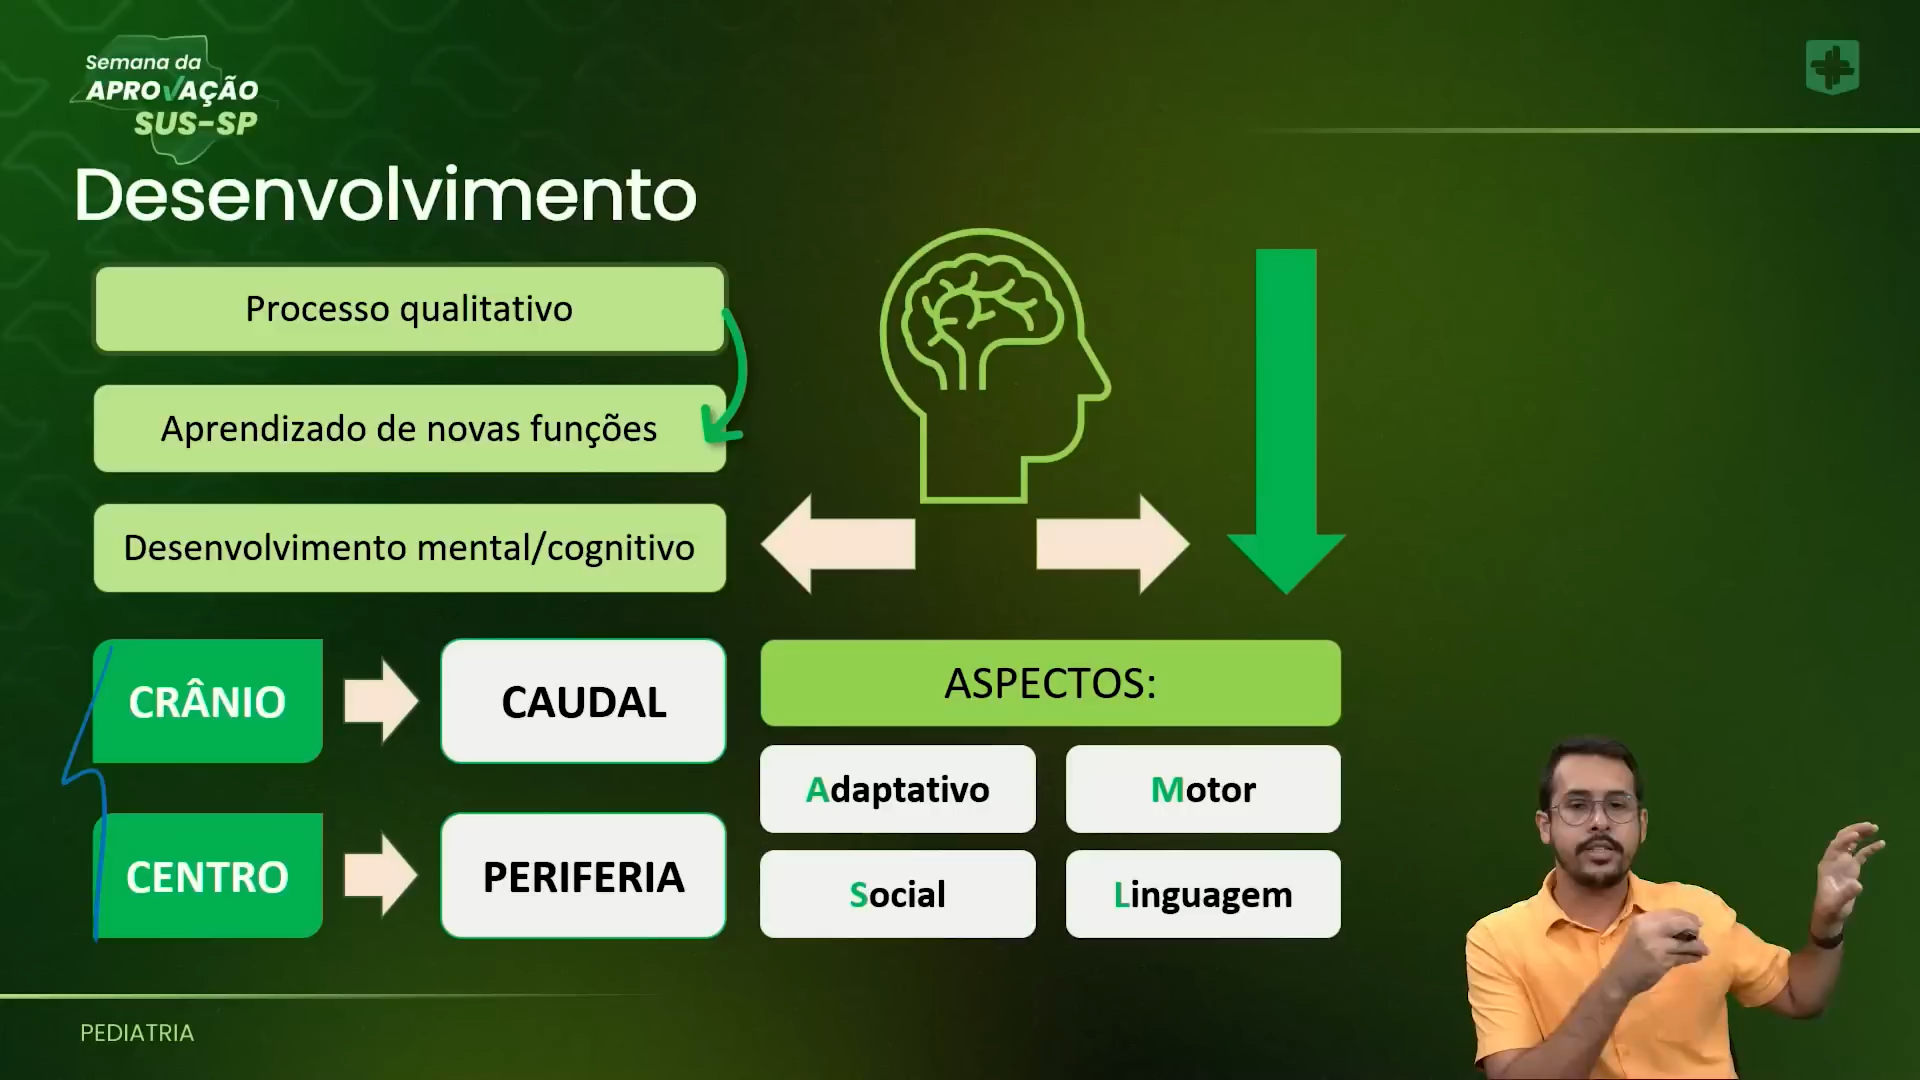 Semana da
APROVAÇÃO
SUS-SP
Desenvolvimento
Processo qualitativo
Aprendizado de novas funções
Desenvolvimento mental/cognitivo
CRÂNIO
CAUDAL
CENTRO
PERIFERIA
ASPECTOS:
Adaptativo
Motor
Social
Linguagem
PEDIATRIA